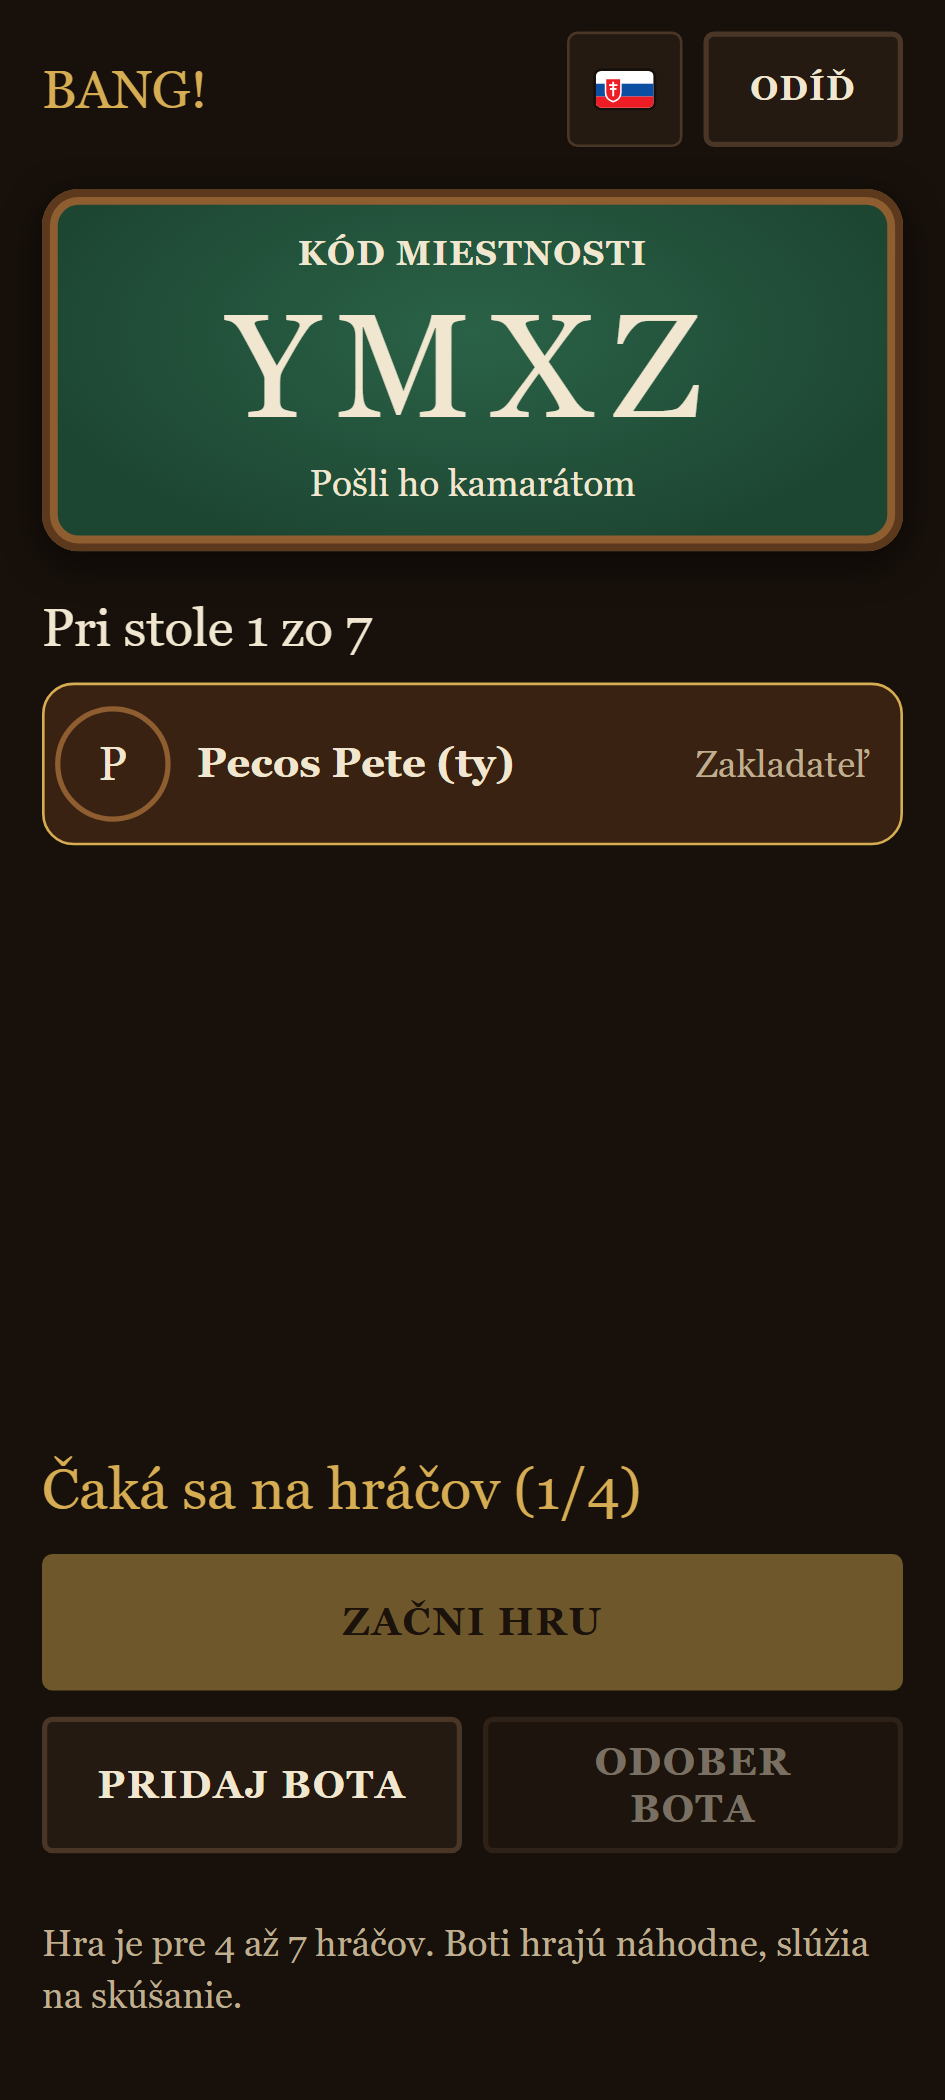 BANG!
ODÍĎ
KÓD MIESTNOSTI
YMXZ
Pošli ho kamarátom
Pri stole 1 zo 7
P
Pecos Pete (ty)
Zakladateľ
Čaká sa na hráčov (1/4)
ZAČNI HRU
PRIDAJ BOTA
ODOBER
BOTA
Hra je pre 4 až 7 hráčov. Boti hrajú náhodne, slúžia
na skúšanie.